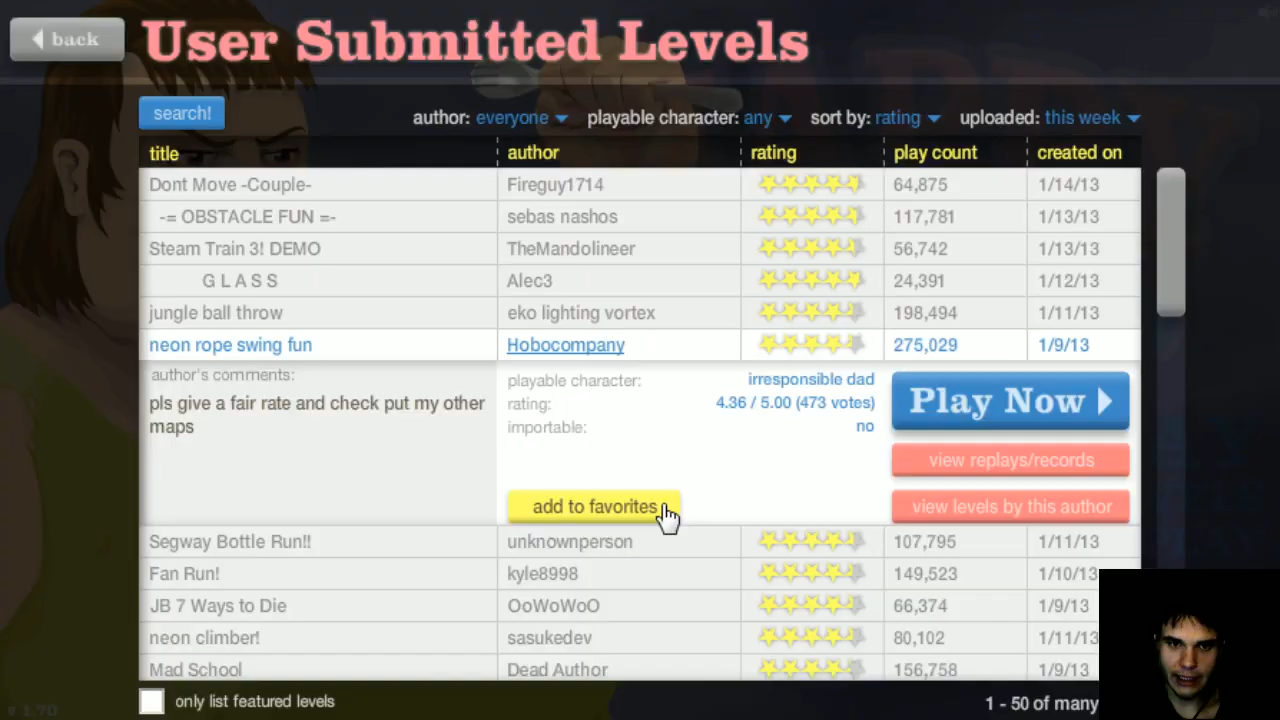 back
User Submitted Levels
search!
author: everyone playable character: any sort by: rating uploaded: this week
title author rating play count created on
Dont Move -Couple- Fireguy1714 64,875 1/14/13
-= OBSTACLE FUN =- sebas nashos 117,781 1/13/13
Steam Train 3! DEMO TheMandolineer 56,742 1/13/13
G L A S S Alec3 24,391 1/12/13
jungle ball throw eko lighting vortex 198,494 1/11/13
neon rope swing fun Hobocompany 275,029 1/9/13
author's comments:
pls give a fair rate and check put my other
maps
playable character: irresponsible dad
rating: 4.36 / 5.00 (473 votes)
importable: no
add to favorites
Play Now
view replays/records
view levels by this author
Segway Bottle Run!! unknownperson 107,795 1/11/13
Fan Run! kyle8998 149,523 1/10/13
JB 7 Ways to Die OoWoWoO 66,374 1/9/13
neon climber! sasukedev 80,102 1/11/13
Mad School Dead Author 156,758 1/9/13
only list featured levels
1 - 50 of many
v 1.70